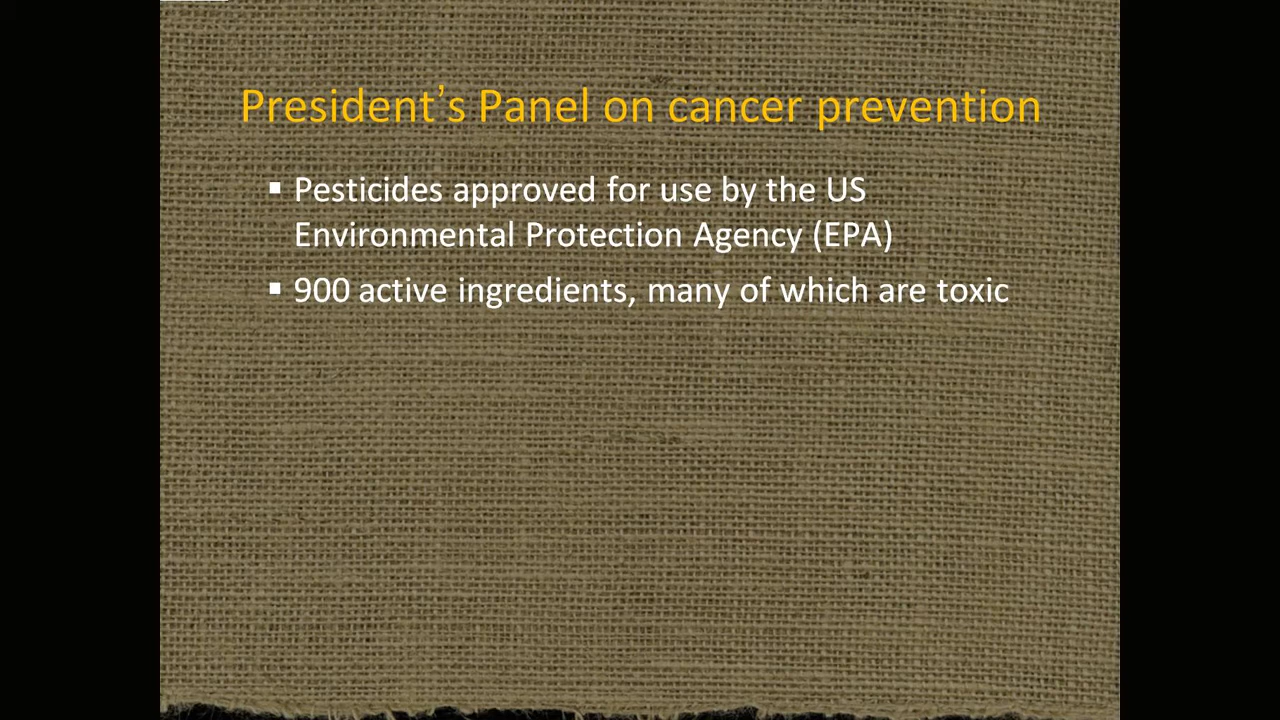 President’s Panel on cancer prevention
▪ Pesticides approved for use by the US
Environmental Protection Agency (EPA)
▪ 900 active ingredients, many of which are toxic